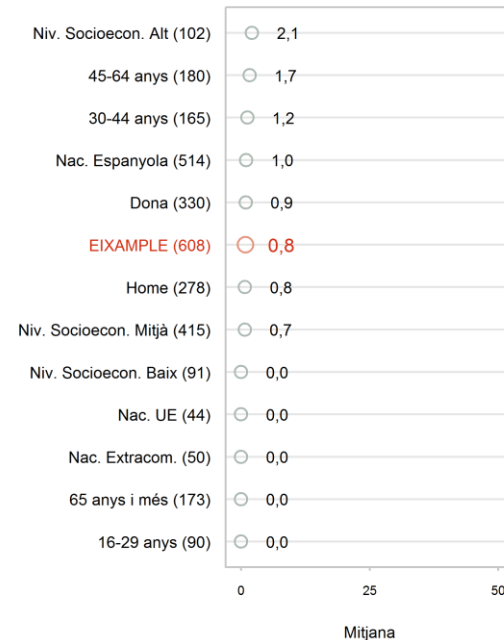 Niv. Socioecon. Alt (102) 2,1
45-64 anys (180) 1,7
30-44 anys (165) 1,2
Nac. Espanyola (514) 1,0
Dona (330) 0,9
EIXAMPLE (608) 0,8
Home (278) 0,8
Niv. Socioecon. Mitjà (415) 0,7
Niv. Socioecon. Baix (91) 0,0
Nac. UE (44) 0,0
Nac. Extracom. (50) 0,0
65 anys i més (173) 0,0
16-29 anys (90) 0,0
0 25 50
Mitjana